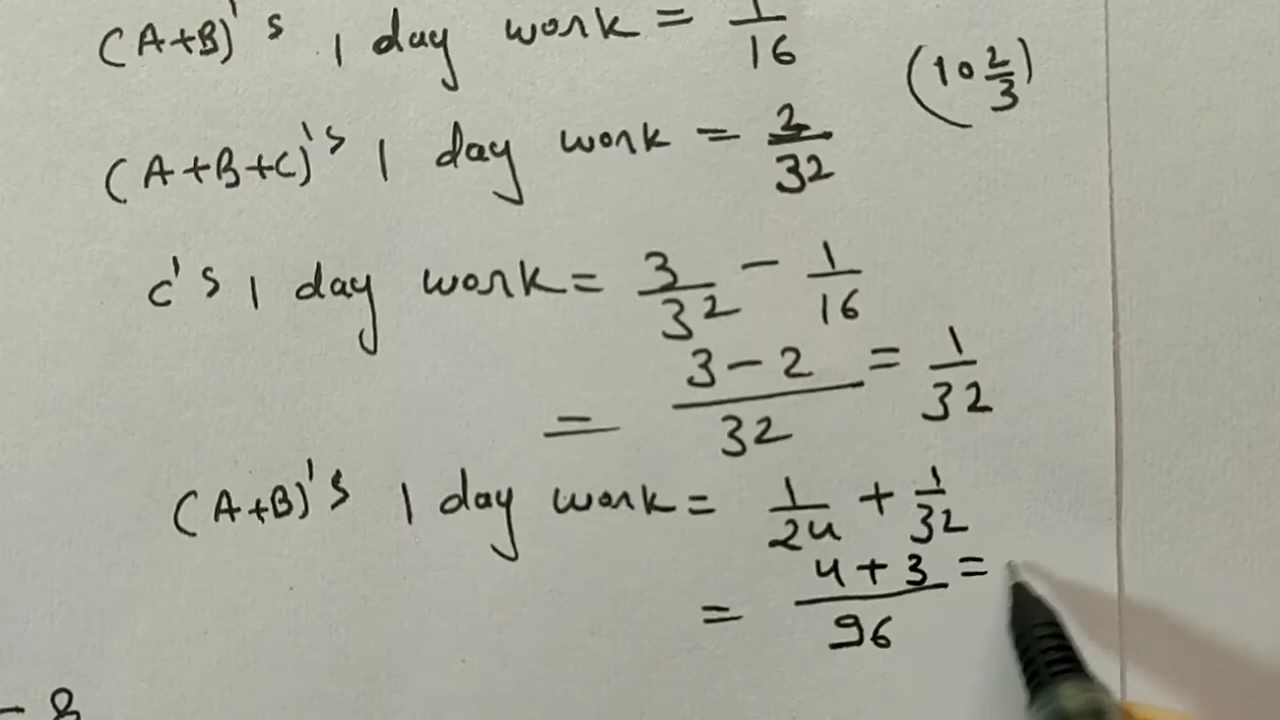 (A+B)'s 1 day work = 1/16
(10 2/3)
(A+B+C)'s 1 day work = 3/32
c's 1 day work = 3/32 - 1/16
= 3-2/32 = 1/32
(A+B)'s 1 day work = 1/24 + 1/32
= 4+3/96 =
- 8